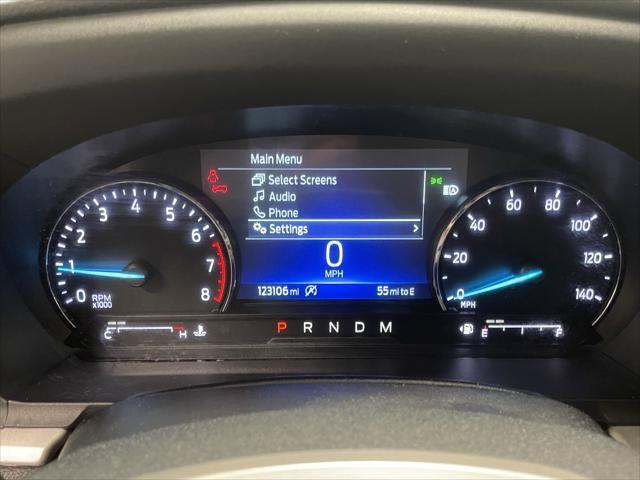 Main Menu
Select Screens
Audio
Phone
Settings >
0
MPH
123106 mi
55 mi to E
0 1 2 3 4 5 6 7 8
RPM
x1000
0 20 40 60 80 100 120 140
MPH
C H
P R N D M
E F